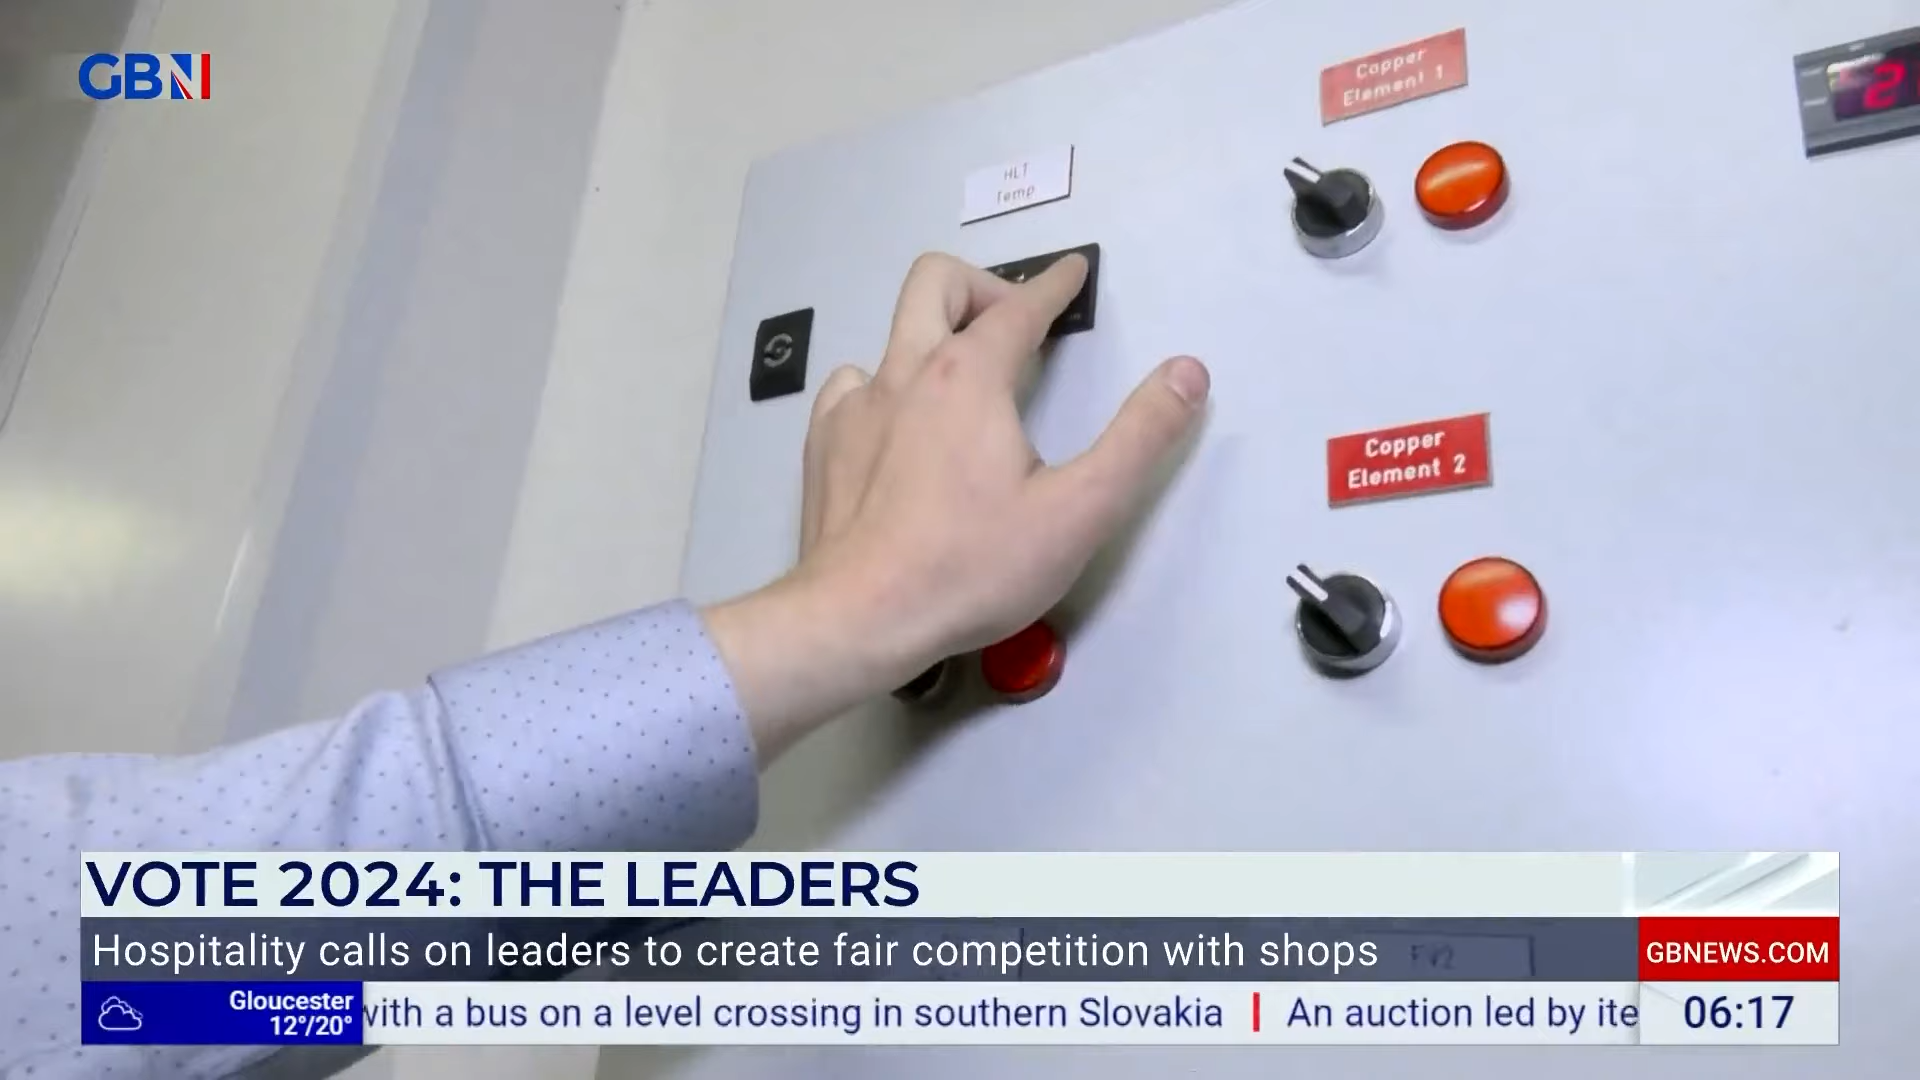 GBN
Copper
Element 1
HLT
Temp
Copper
Element 2
VOTE 2024: THE LEADERS
Hospitality calls on leaders to create fair competition with shops
GBNEWS.COM
Gloucester
12°/20°
with a bus on a level crossing in southern Slovakia | An auction led by ite
06:17